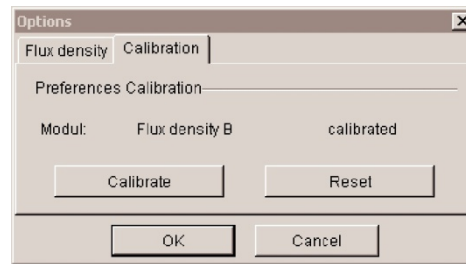 Options
Flux density Calibration
Preferences Calibration
Modul: Flux density B calibrated
Calibrate Reset
OK Cancel